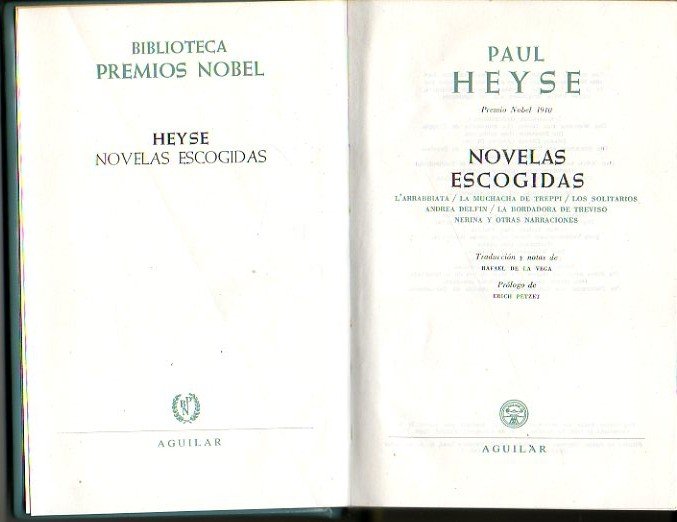 BIBLIOTECA
PREMIOS NOBEL
HEYSE
NOVELAS ESCOGIDAS
AGUILAR
PAUL
HEYSE
Premio Nobel 1910
NOVELAS
ESCOGIDAS
L'ARRABBIATA / LA MUCHACHA DE TREPPI / LOS SOLITARIOS
ANDREA DELFIN / LA BORDADORA DE TREVISO
NERINA Y OTRAS NARRACIONES
Traducción y notas de
RAFAEL DE LA VEGA
Prólogo de
ERICH PETZET
AGUILAR